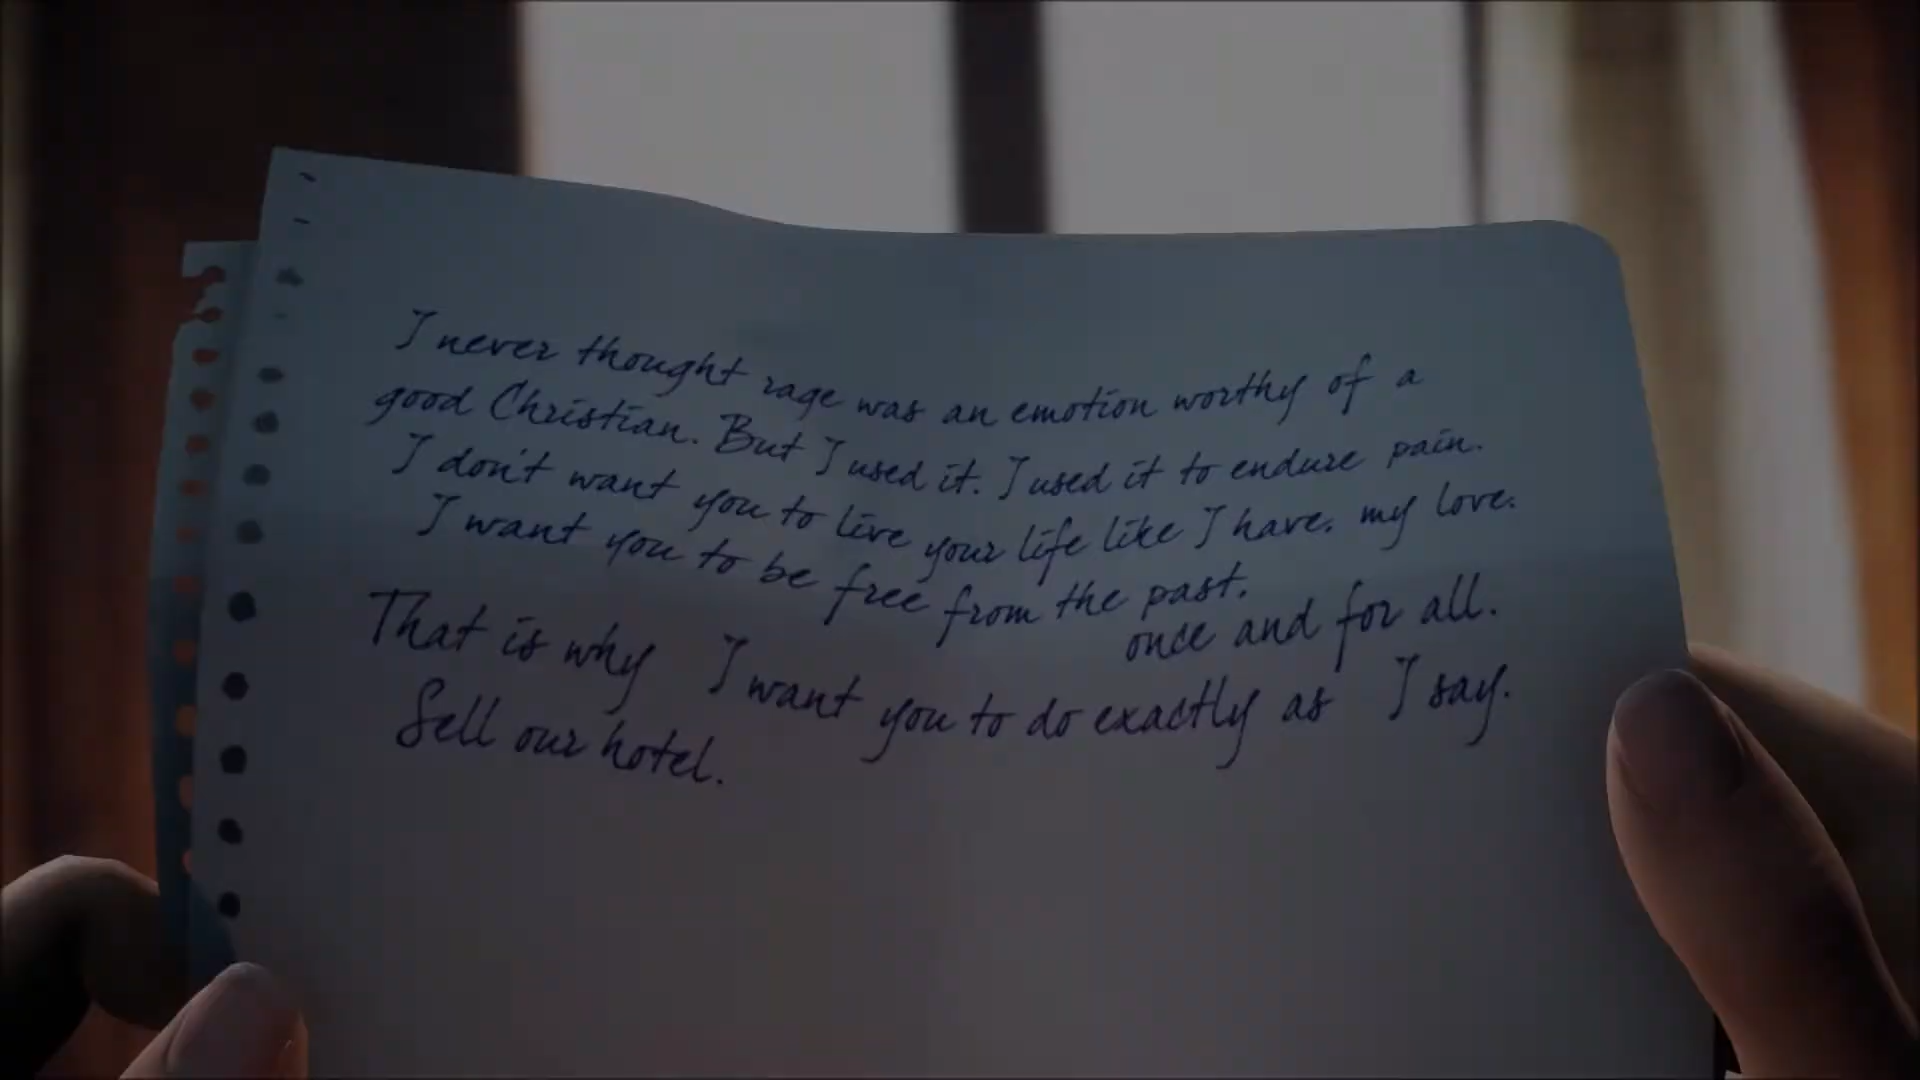 I never thought rage was an emotion worthy of a
good Christian. But I used it. I used it to endure pain.
I don't want you to live your life like I have, my love.
I want you to be free from the past.
once and for all.
That is why I want you to do exactly as I say.
Sell our hotel.